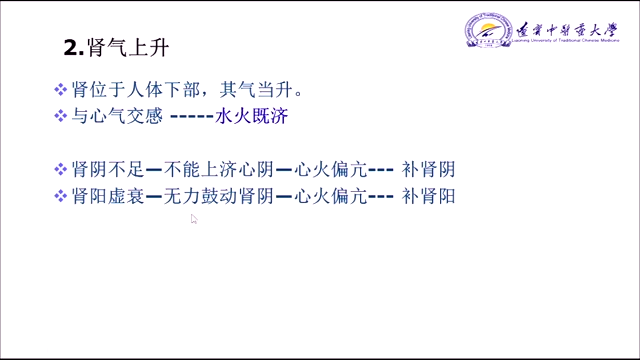 2.肾气上升
辽宁中医药大学
Liaoning University of Traditional Chinese Medicine
肾位于人体下部，其气当升。
与心气交感 -----水火既济
肾阴不足—不能上济心阴—心火偏亢--- 补肾阴
肾阳虚衰—无力鼓动肾阴—心火偏亢--- 补肾阳